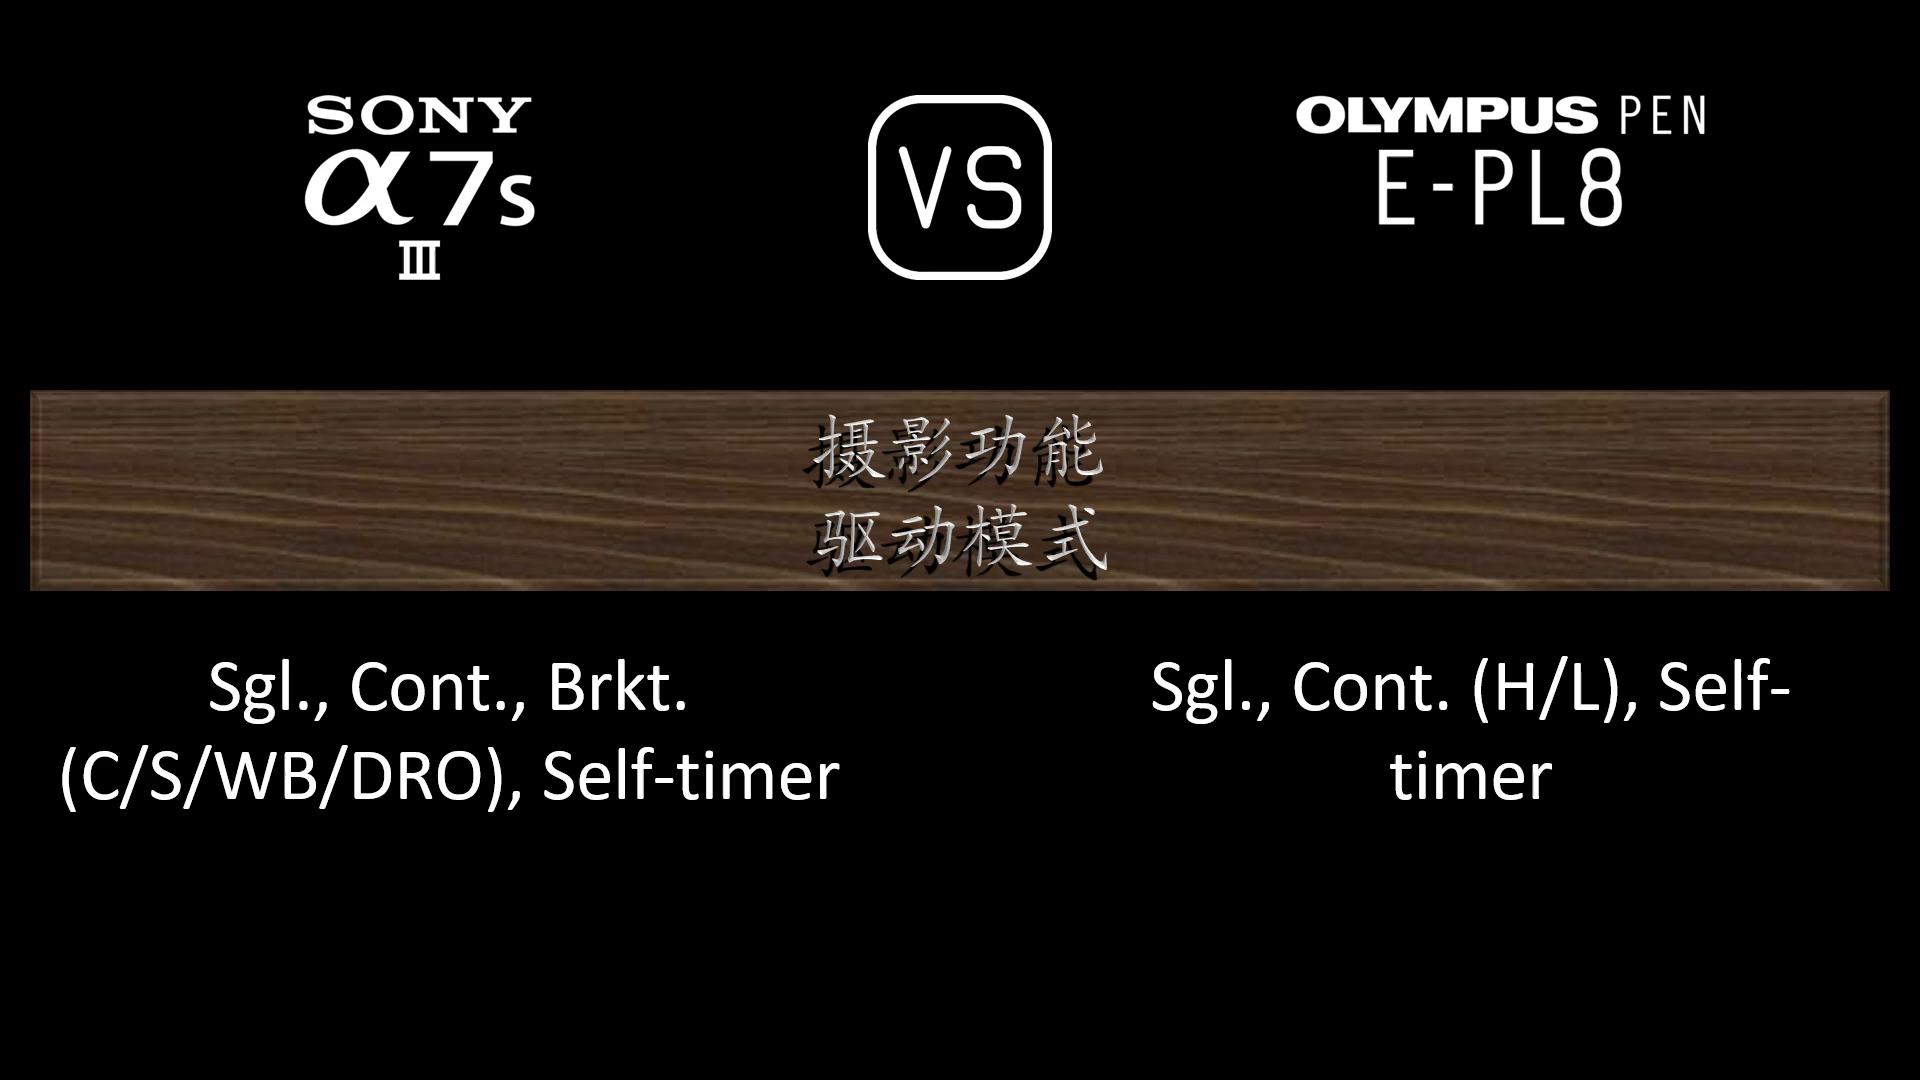 SONY
α7s
III
VS
OLYMPUS PEN
E-PL8
摄影功能
驱动模式
Sgl., Cont., Brkt.
(C/S/WB/DRO), Self-timer
Sgl., Cont. (H/L), Self-
timer